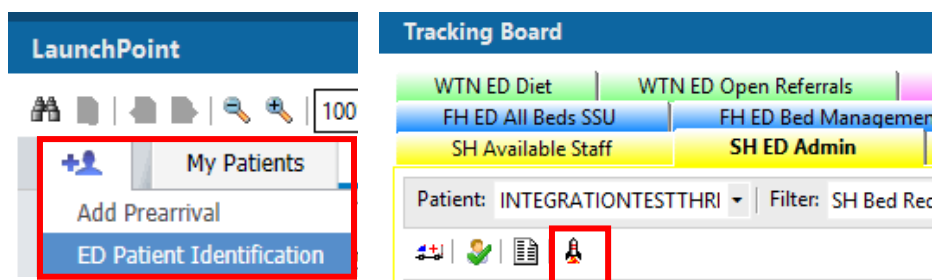 LaunchPoint
100
My Patients
Add Prearrival
ED Patient Identification
Tracking Board
WTN ED Diet
WTN ED Open Referrals
FH ED All Beds SSU
FH ED Bed Managemen
SH Available Staff
SH ED Admin
Patient: INTEGRATIONTESTTHRI
Filter: SH Bed Rec